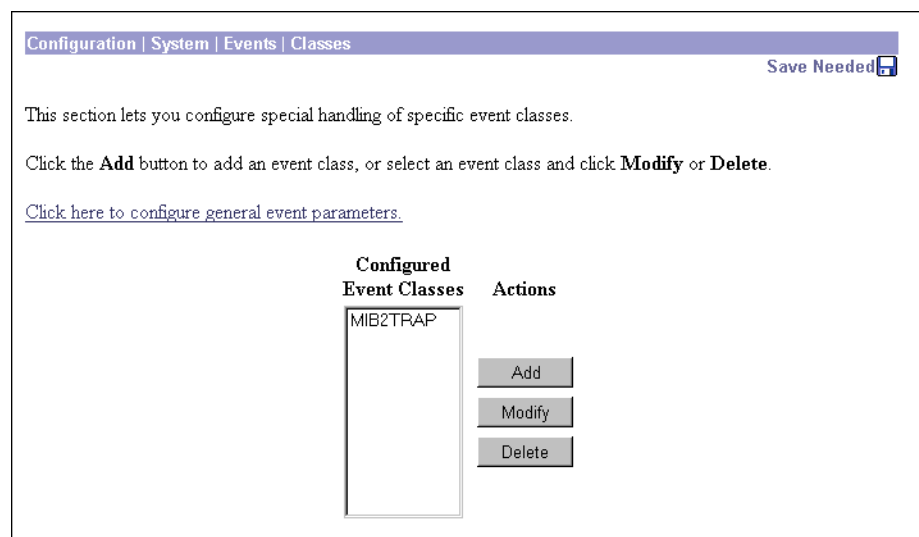 Configuration | System | Events | Classes
Save Needed
This section lets you configure special handling of specific event classes.
Click the Add button to add an event class, or select an event class and click Modify or Delete.
Click here to configure general event parameters.
Configured
Event Classes
Actions
MIB2TRAP
Add
Modify
Delete